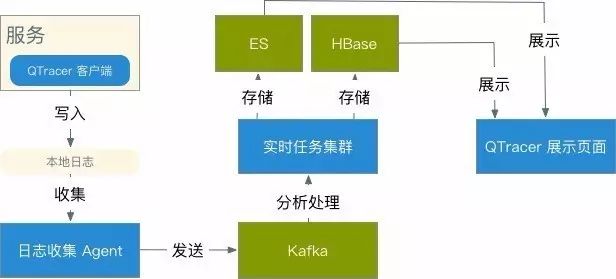 服务
QTracer 客户端
写入
本地日志
收集
日志收集 Agent
发送
Kafka
分析处理
实时任务集群
存储
存储
ES
HBase
展示
展示
QTracer 展示页面